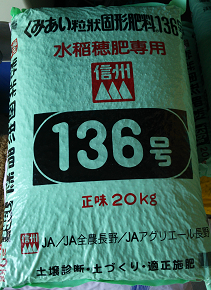 くみあい粒状固形肥料136号
水稲穂肥専用
信州
136号
正味20kg
信州 JA/JA全農長野/JAアグリエール長野
土壌診断・土づくり・適正施肥